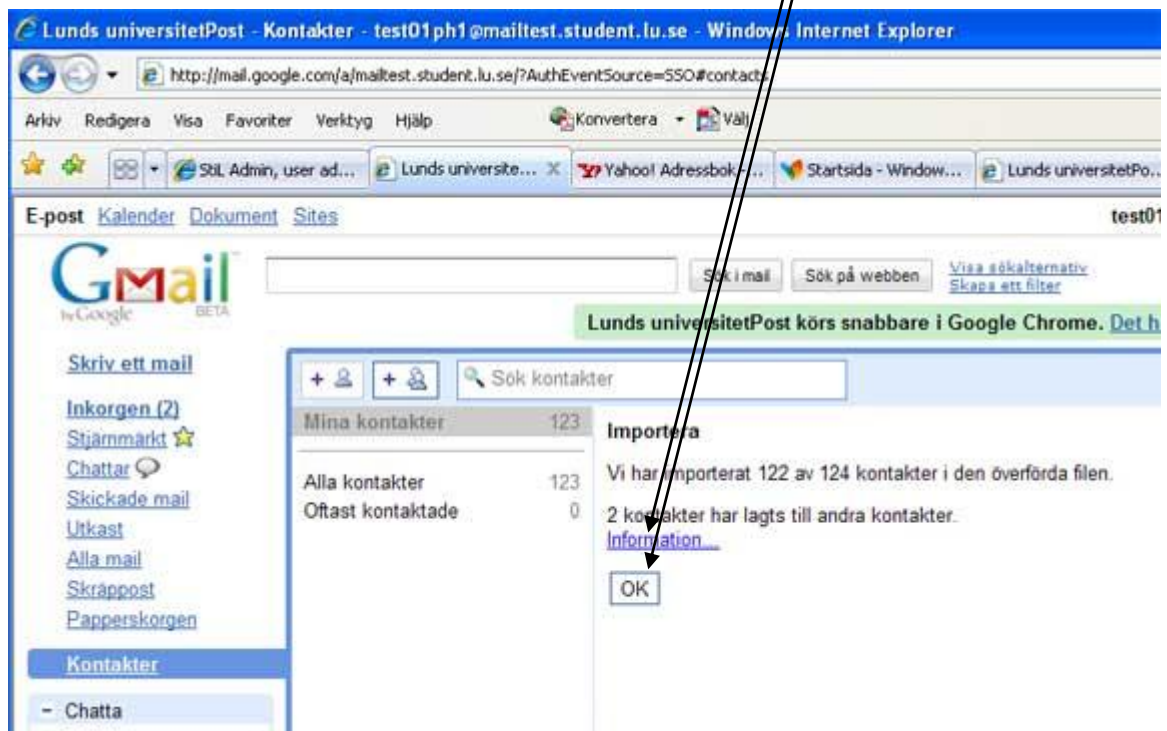 Lunds universitetPost - Kontakter - test01ph1@mailtest.student.lu.se - Windows Internet Explorer
http://mail.google.com/a/mailtest.student.lu.se/?AuthEventSource=SSO#contacts
Arkiv Redigera Visa Favoriter Verktyg Hjälp Konvertera Välj
StiL Admin, user ad... Lunds universite... Yahoo! Adressbok - ... Startsida - Window... Lunds universitetPo...
E-post Kalender Dokument Sites test01
Gmail
by Google BETA
Sök i mail Sök på webben Visa sökalternativ
Skapa ett filter
Lunds universitetPost körs snabbare i Google Chrome. Det h
Skriv ett mail
Sök kontakter
Inkorgen (2)
Stjärnmärkt
Chattar
Skickade mail
Utkast
Alla mail
Skräppost
Papperskorgen
Kontakter
- Chatta
Mina kontakter 123
Alla kontakter 123
Oftast kontaktade 0
Importera
Vi har importerat 122 av 124 kontakter i den överförda filen.
2 kontakter har lagts till andra kontakter.
Information...
OK